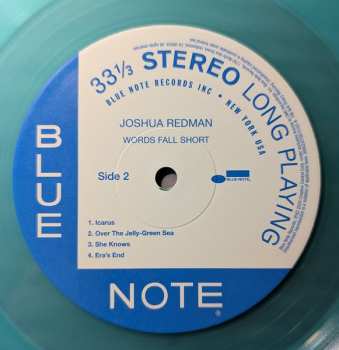 33⅓ STEREO LONG PLAYING
BLUE NOTE RECORDS INC • NEW YORK USA
JOSHUA REDMAN
WORDS FALL SHORT
Side 2
BLUE NOTE
1. Icarus
2. Over The Jelly-Green Sea
3. She Knows
4. Era's End
BLUE
NOTE
®